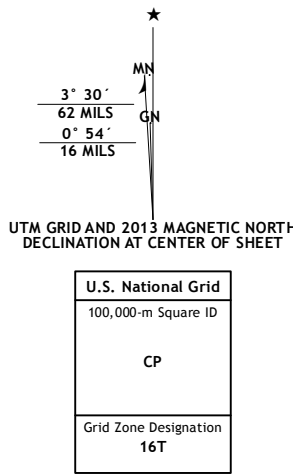 MN
3° 30´
62 MILS
GN
0° 54´
16 MILS
UTM GRID AND 2013 MAGNETIC NORTH
DECLINATION AT CENTER OF SHEET
U.S. National Grid
100,000-m Square ID
CP
Grid Zone Designation
16T